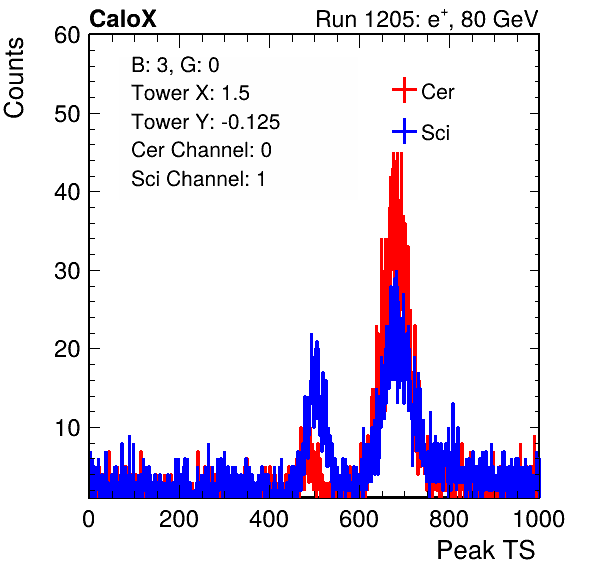 CaloX Run 1205: e⁺, 80 GeV
Counts
60
50
40
30
20
10
B: 3, G: 0
Tower X: 1.5
Tower Y: -0.125
Cer Channel: 0
Sci Channel: 1
Cer
Sci
0 200 400 600 800 1000
Peak TS